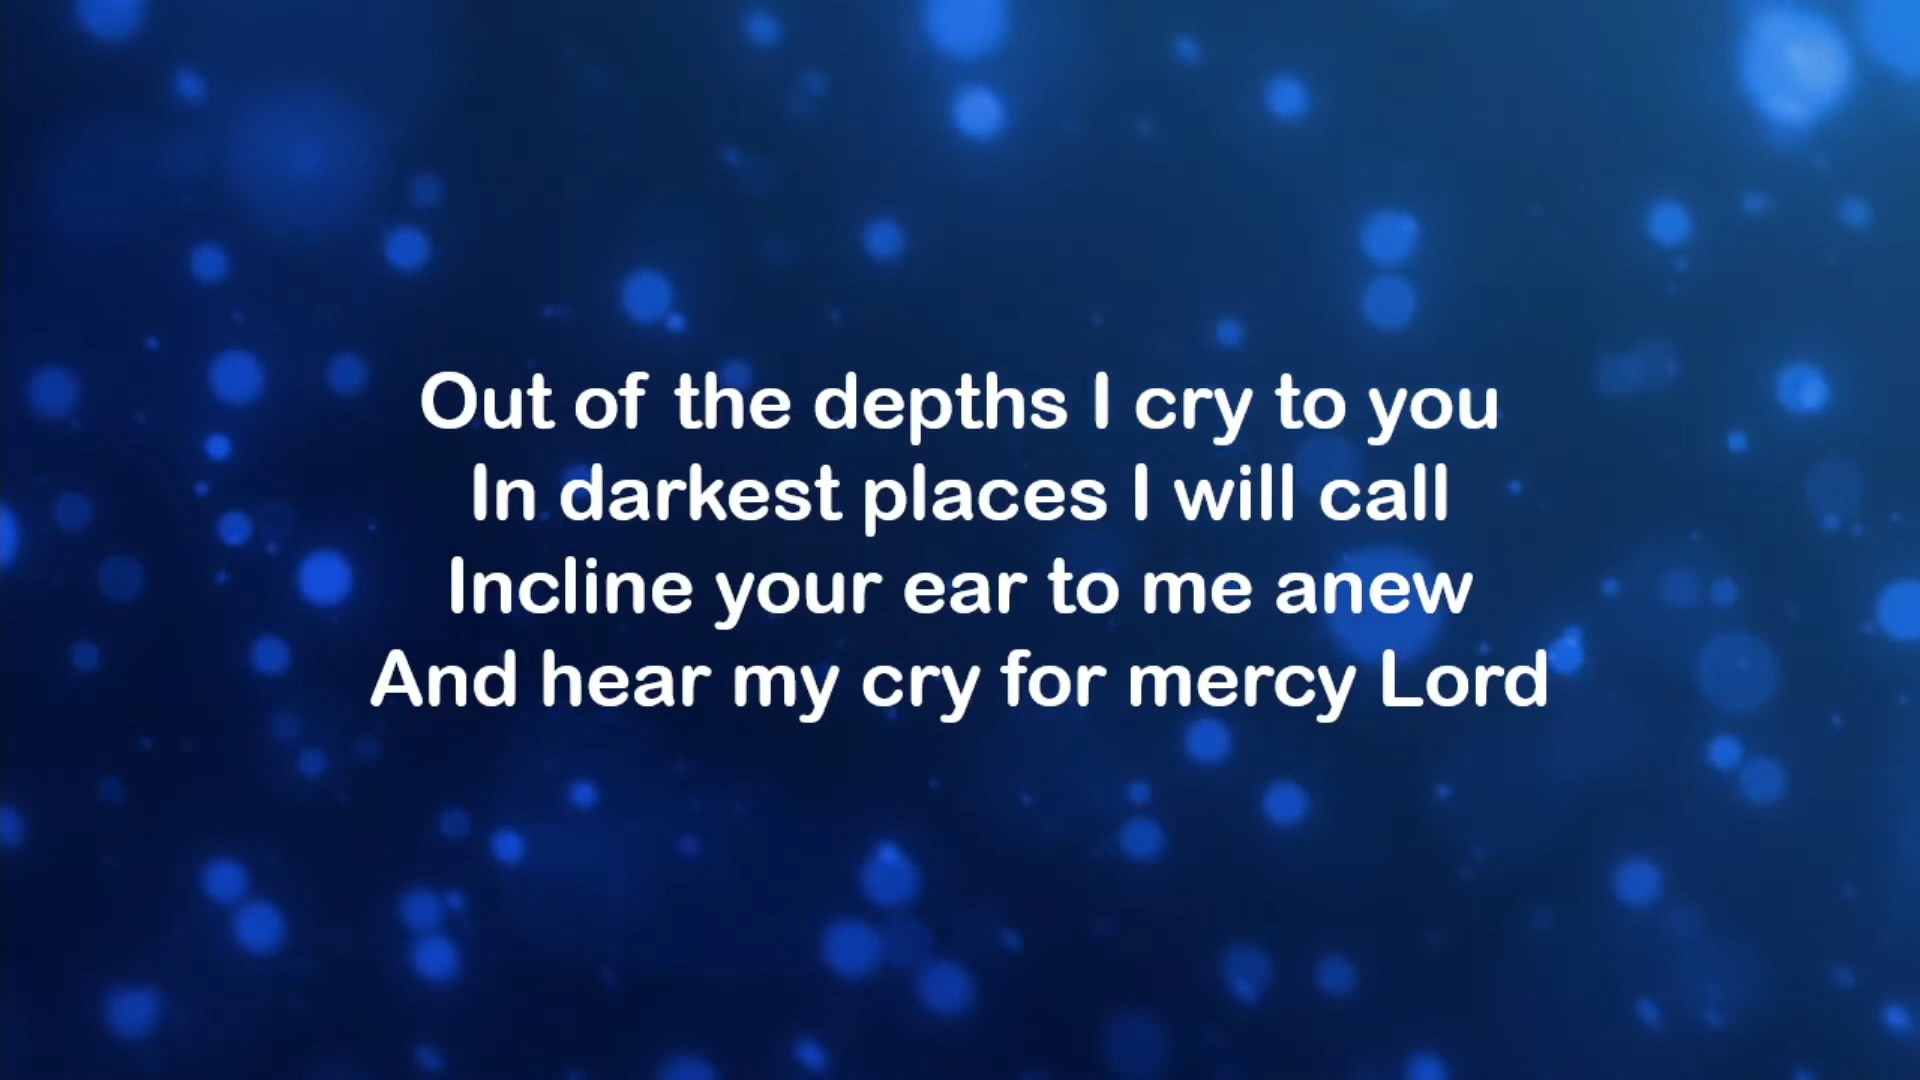 Out of the depths I cry to you
In darkest places I will call
Incline your ear to me anew
And hear my cry for mercy Lord